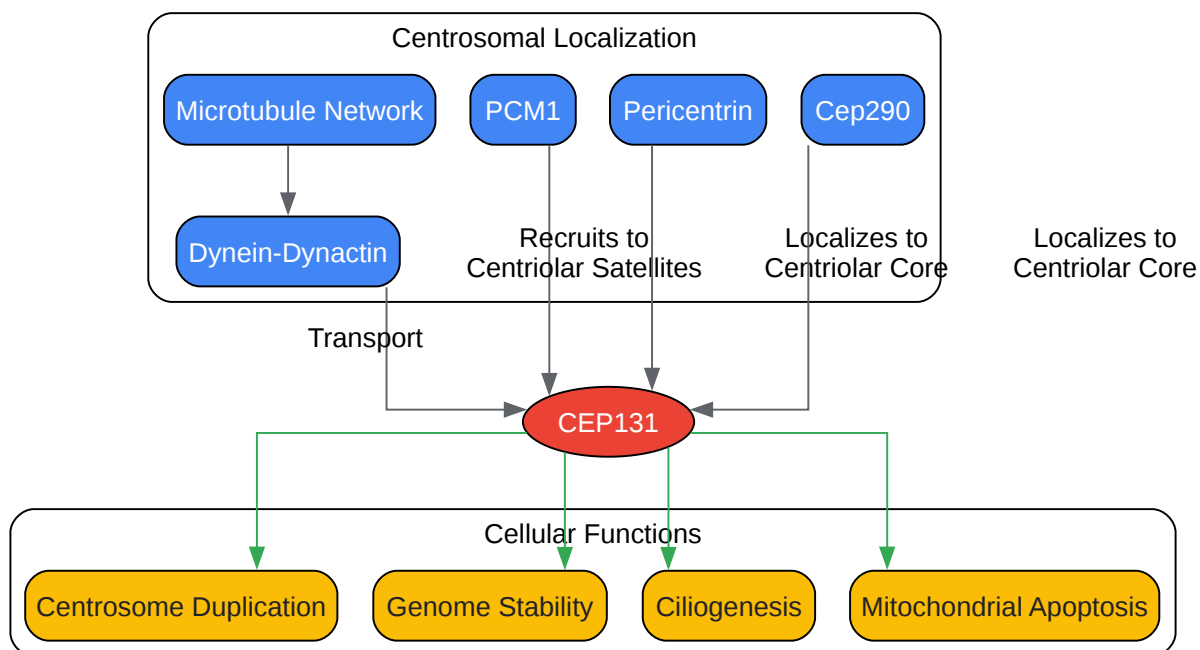 Centrosomal Localization
Microtubule Network
PCM1
Pericentrin
Cep290
Dynein-Dynactin
Recruits to
Centriolar Satellites
Localizes to
Centriolar Core
Localizes to
Centriolar Core
Transport
CEP131
Cellular Functions
Centrosome Duplication
Genome Stability
Ciliogenesis
Mitochondrial Apoptosis